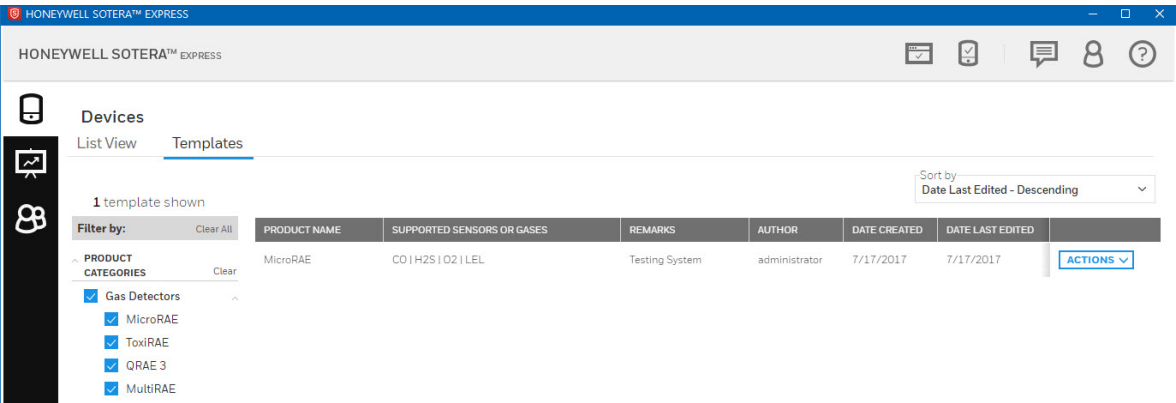 HONEYWELL SOTERA™ EXPRESS
HONEYWELL SOTERA™ EXPRESS
Devices
List View Templates
Sort by
Date Last Edited - Descending
1 template shown
Filter by: Clear All
PRODUCT NAME SUPPORTED SENSORS OR GASES REMARKS AUTHOR DATE CREATED DATE LAST EDITED
PRODUCT CATEGORIES Clear
MicroRAE CO | H2S | O2 | LEL Testing System administrator 7/17/2017 7/17/2017 ACTIONS
Gas Detectors
MicroRAE
ToxiRAE
QRAE 3
MultiRAE